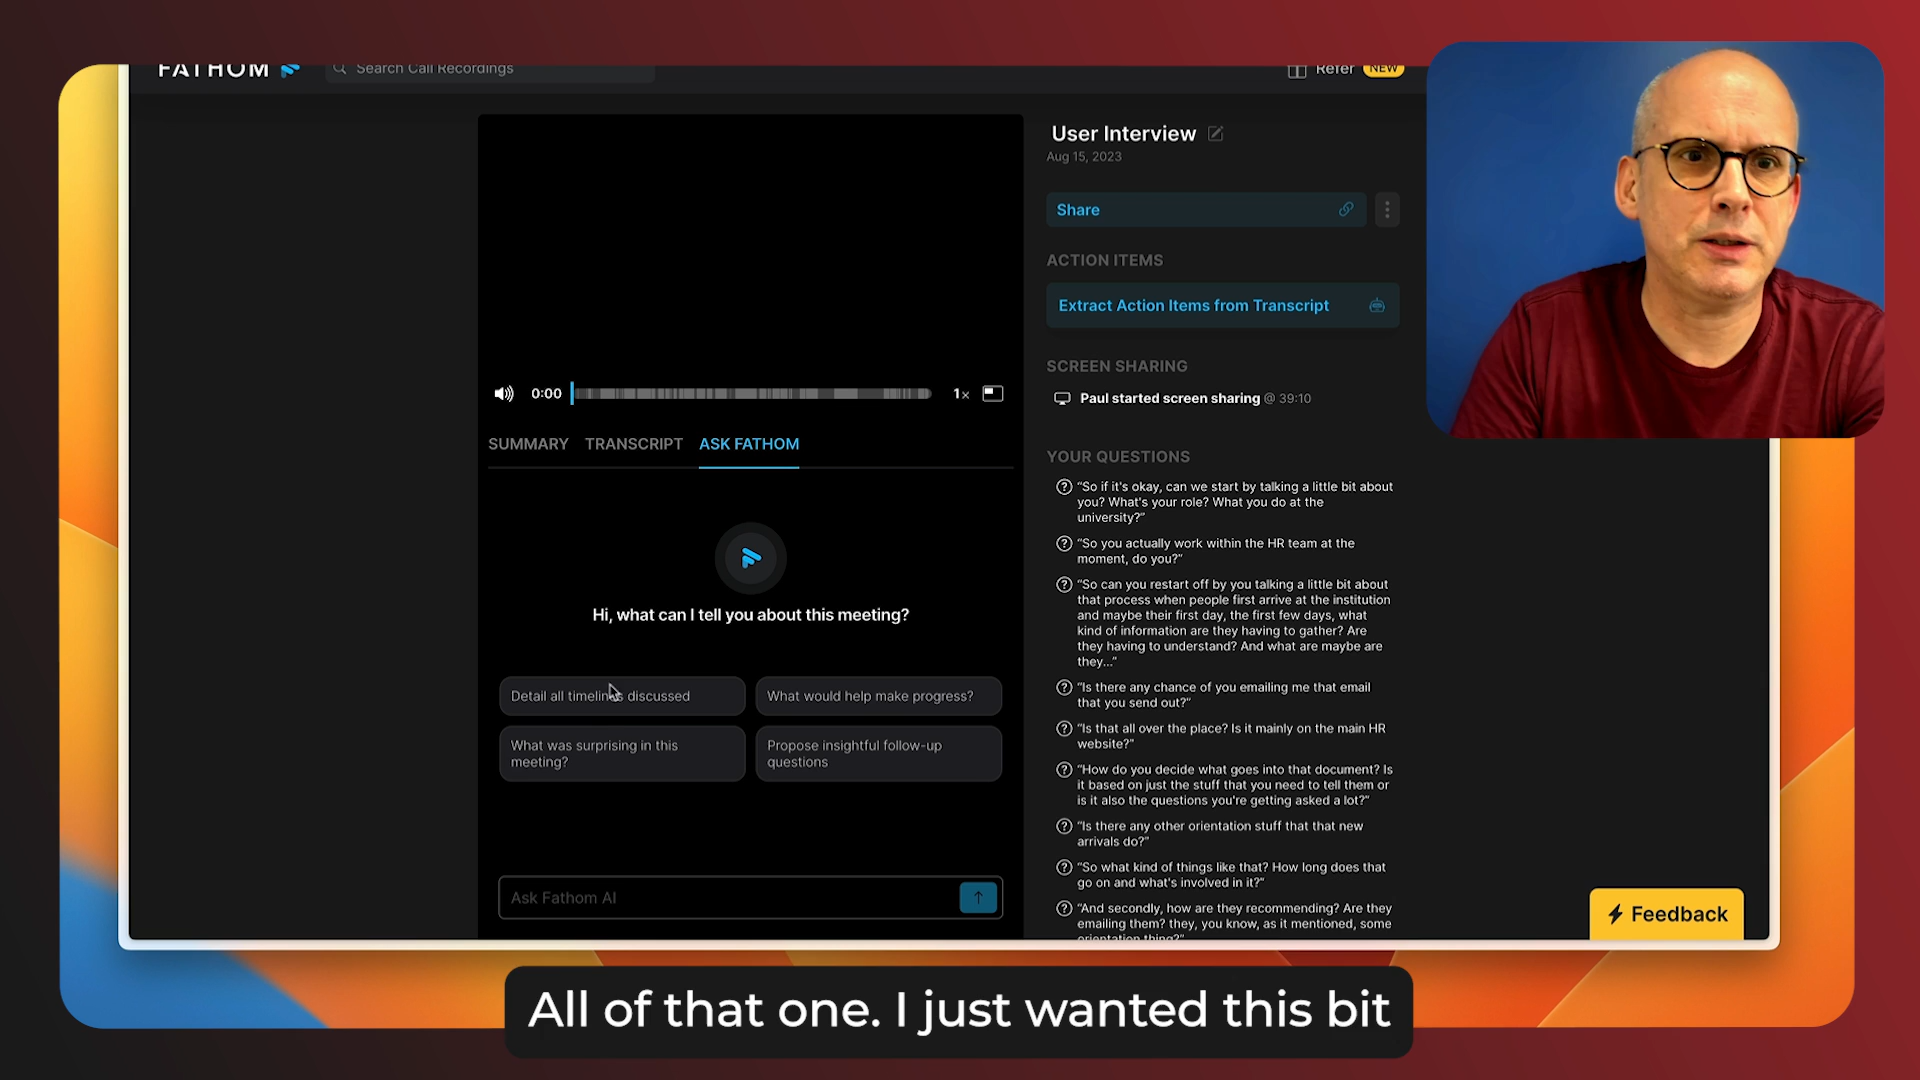 FATHOM
Search Call Recordings
Refer NEW
User Interview
Aug 15, 2023
Share
ACTION ITEMS
Extract Action Items from Transcript
SCREEN SHARING
Paul started screen sharing @ 39:10
0:00
1x
SUMMARY TRANSCRIPT ASK FATHOM
Hi, what can I tell you about this meeting?
Detail all timelines discussed
What would help make progress?
What was surprising in this
meeting?
Propose insightful follow-up
questions
Ask Fathom AI
YOUR QUESTIONS
"So if it's okay, can we start by talking a little bit about
you? What's your role? What you do at the
university?"
"So you actually work within the HR team at the
moment, do you?"
"So can you restart off by you talking a little bit about
that process when people first arrive at the institution
and maybe their first day, the first few days, what
kind of information are they having to gather? Are
they having to understand? And what are maybe are
they..."
"Is there any chance of you emailing me that email
that you send out?"
"Is that all over the place? Is it mainly on the main HR
website?"
"How do you decide what goes into that document? Is
it based on just the stuff that you need to tell them or
is it also the questions you're getting asked a lot?"
"Is there any other orientation stuff that that new
arrivals do?"
"So what kind of things like that? How long does that
go on and what's involved in it?"
"And secondly, how are they recommending? Are they
emailing them? they, you know, as it mentioned, some
orientation thing?"
Feedback
All of that one. I just wanted this bit